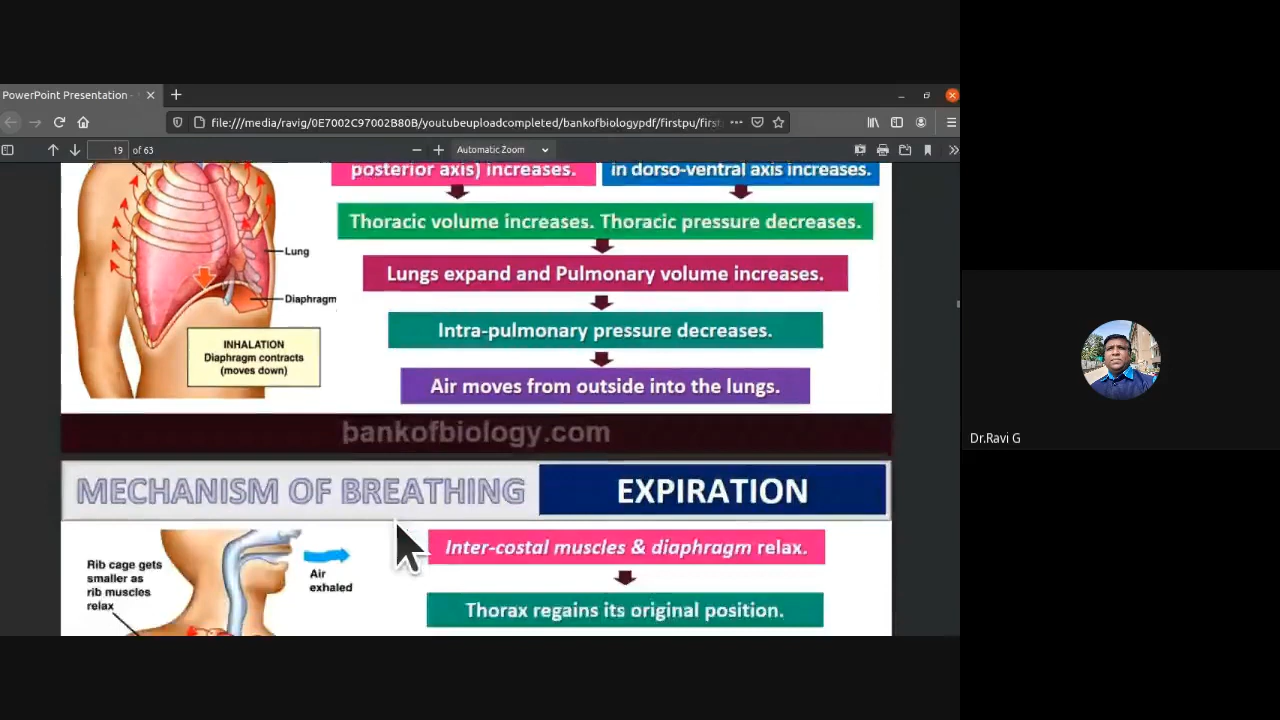 PowerPoint Presentation -
file:///media/ravig/0E7002C97002B80B/youtubeuploadcompleted/bankofbiologypdf/firstpu/firs
19 of 63
Automatic Zoom
posterior axis) increases.
in dorso-ventral axis increases.
Thoracic volume increases. Thoracic pressure decreases.
Lung
Lungs expand and Pulmonary volume increases.
Diaphragm
Intra-pulmonary pressure decreases.
INHALATION
Diaphragm contracts
(moves down)
Air moves from outside into the lungs.
bankofbiology.com
MECHANISM OF BREATHING
EXPIRATION
Inter-costal muscles & diaphragm relax.
Rib cage gets
smaller as
rib muscles
relax
Air
exhaled
Thorax regains its original position.
Dr.Ravi G